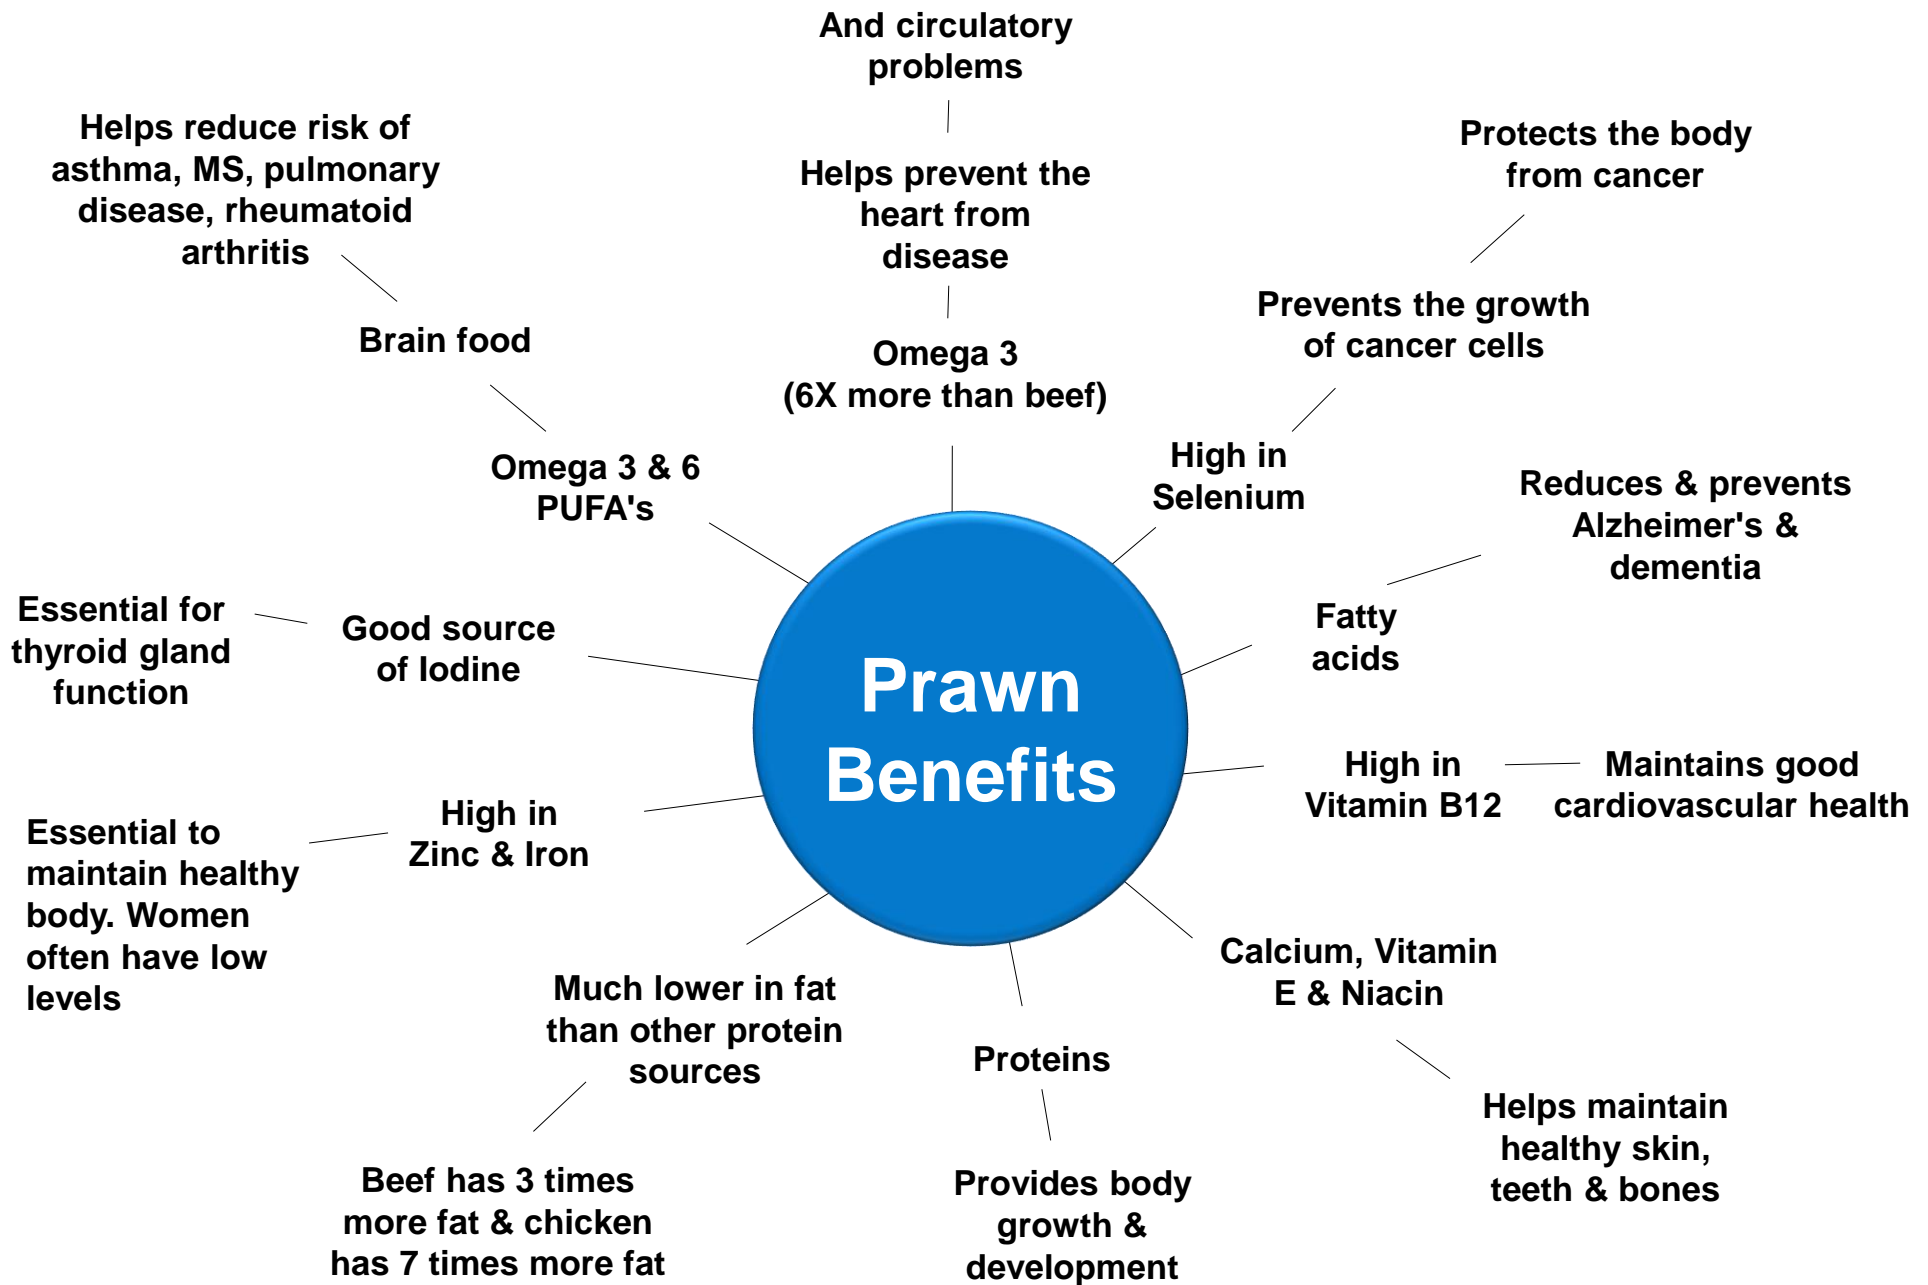 And circulatory
problems
Helps prevent the
heart from
disease
Omega 3
(6X more than beef)
Protects the body
from cancer
Prevents the growth
of cancer cells
High in
Selenium
Reduces & prevents
Alzheimer's &
dementia
Fatty
acids
High in
Vitamin B12
Maintains good
cardiovascular health
Calcium, Vitamin
E & Niacin
Helps maintain
healthy skin,
teeth & bones
Proteins
Provides body
growth &
development
Much lower in fat
than other protein
sources
Beef has 3 times
more fat & chicken
has 7 times more fat
High in
Zinc & Iron
Essential to
maintain healthy
body. Women
often have low
levels
Good source
of Iodine
Essential for
thyroid gland
function
Omega 3 & 6
PUFA's
Brain food
Helps reduce risk of
asthma, MS, pulmonary
disease, rheumatoid
arthritis
Prawn
Benefits